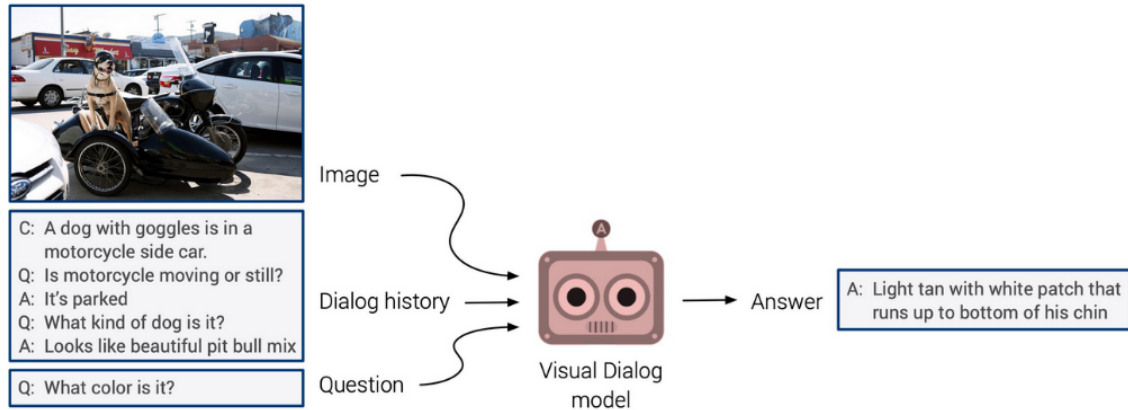 Image
C: A dog with goggles is in a
motorcycle side car.
Q: Is motorcycle moving or still?
A: It's parked
Q: What kind of dog is it?
A: Looks like beautiful pit bull mix
Dialog history
Q: What color is it?
Question
A
Visual Dialog
model
Answer
A: Light tan with white patch that
runs up to bottom of his chin